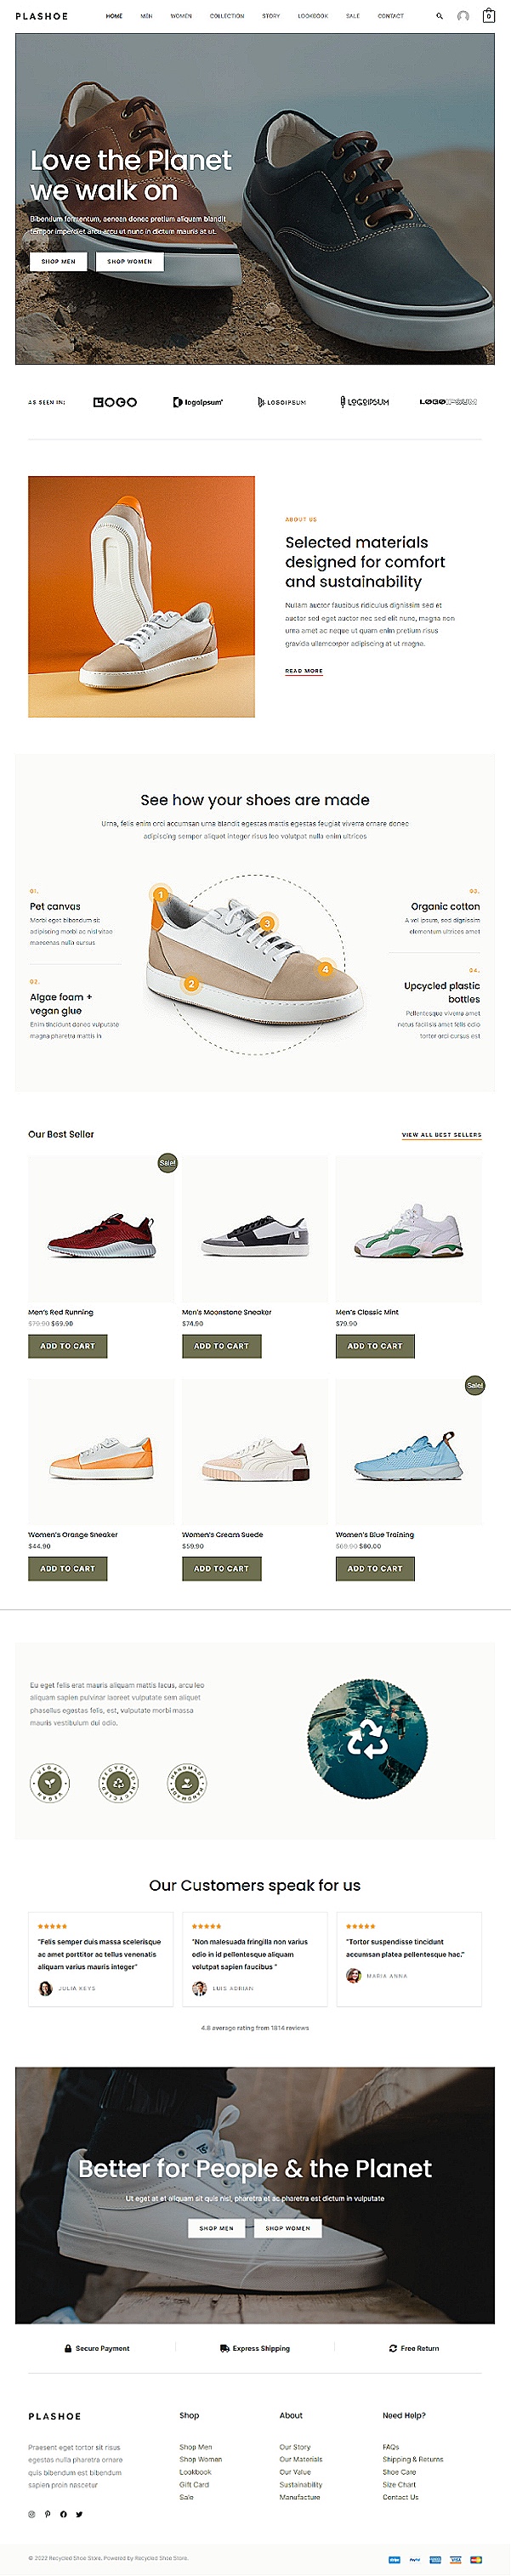 PLASHOE
HOME MEN WOMEN COLLECTION STORY LOOKBOOK SALE CONTACT
0
Love the Planet
we walk on
Bibendum fermentum, aenean donec pretium aliquam blandit
tempor imperdiet arcu arcu ut nunc in dictum mauris at ut.
SHOP MEN SHOP WOMEN
AS SEEN IN:
LOGO
logoipsum
LOGOIPSUM
LOGOIPSUM
LOGOIPSUM
ABOUT US
Selected materials
designed for comfort
and sustainability
Nullam auctor faucibus ridiculus dignissim sed et
auctor sed eget auctor nec sed elit nunc, magna non
urna amet ac neque ut quam enim pretium risus
gravida ullamcorper adipiscing at ut magna.
READ MORE
See how your shoes are made
Urna, felis enim orci accumsan urna blandit egestas mattis egestas feugiat viverra ornare donec
adipiscing semper aliquet integer risus leo volutpat nulla enim ultrices
01.
Pet canvas
Morbi eget bibendum sit
adipiscing morbi ac nisl vitae
maecenas nulla cursus
02.
Algae foam +
vegan glue
Enim tincidunt donec vulputate
magna pharetra mattis in
1
2
3
4
03.
Organic cotton
A vel ipsum, sed dignissim
elementum ultrices amet
04.
Upcycled plastic
bottles
Pellentesque viverra amet
netus facilisis amet felis odio
tortor orci cursus est
Our Best Seller
VIEW ALL BEST SELLERS
Sale!
Men's Red Running
$79.90 $69.90
ADD TO CART
Men's Moonstone Sneaker
$74.90
ADD TO CART
Men's Classic Mint
$79.90
ADD TO CART
Women's Orange Sneaker
$44.90
ADD TO CART
Women's Cream Suede
$59.90
ADD TO CART
Sale!
Women's Blue Training
$69.90 $60.00
ADD TO CART
Eu eget felis erat mauris aliquam mattis lacus, arcu leo
aliquam sapien pulvinar laoreet vulputate sem aliquet
phasellus egestas felis, est, vulputate morbi massa
mauris vestibulum dui odio.
VEGAN VEGAN
RECYCLED RECYCLED
HANDMADE HANDMADE
Our Customers speak for us
"Felis semper duis massa scelerisque
ac amet porttitor ac tellus venenatis
aliquam varius mauris integer"
JULIA KEYS
"Non malesuada fringilla non varius
odio in id pellentesque aliquam
volutpat sapien faucibus "
LUIS ADRIAN
"Tortor suspendisse tincidunt
accumsan platea pellentesque hac."
MARIA ANNA
4.8 average rating from 1814 reviews
Better for People & the Planet
Ut eget at et aliquam sit quis nisl, pharetra et ac pharetra est dictum in vulputate
SHOP MEN SHOP WOMEN
Secure Payment
Express Shipping
Free Return
PLASHOE
Praesent eget tortor sit risus
egestas nulla pharetra ornare
quis bibendum est bibendum
sapien proin nascetur
Shop
Shop Men
Shop Women
Lookbook
Gift Card
Sale
About
Our Story
Our Materials
Our Value
Sustainability
Manufacture
Need Help?
FAQs
Shipping & Returns
Shoe Care
Size Chart
Contact Us
© 2022 Recycled Shoe Store. Powered by Recycled Shoe Store.
PayPal
VISA